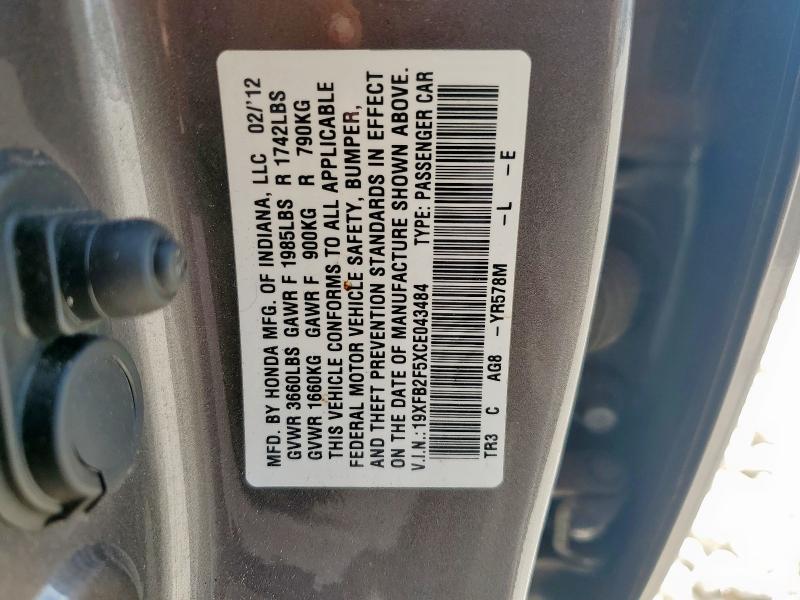 MFD. BY HONDA MFG. OF INDIANA, LLC 02/'12
GVWR 3660LBS GAWR F 1985LBS R 1742LBS
GVWR 1660KG GAWR F 900KG R 790KG
THIS VEHICLE CONFORMS TO ALL APPLICABLE
FEDERAL MOTOR VEHICLE SAFETY, BUMPER,
AND THEFT PREVENTION STANDARDS IN EFFECT
ON THE DATE OF MANUFACTURE SHOWN ABOVE.
V.I.N.: 19XFB2F5XCE043484 TYPE: PASSENGER CAR
TR3 C AG8 -YR578M -L -E